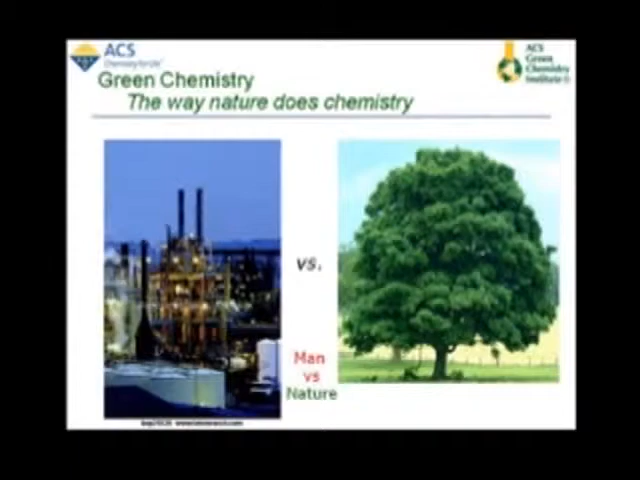 ACS
Chemistry for Life
ACS
Green
Chemistry
Institute®
Green Chemistry
The way nature does chemistry
vs.
Man
vs
Nature